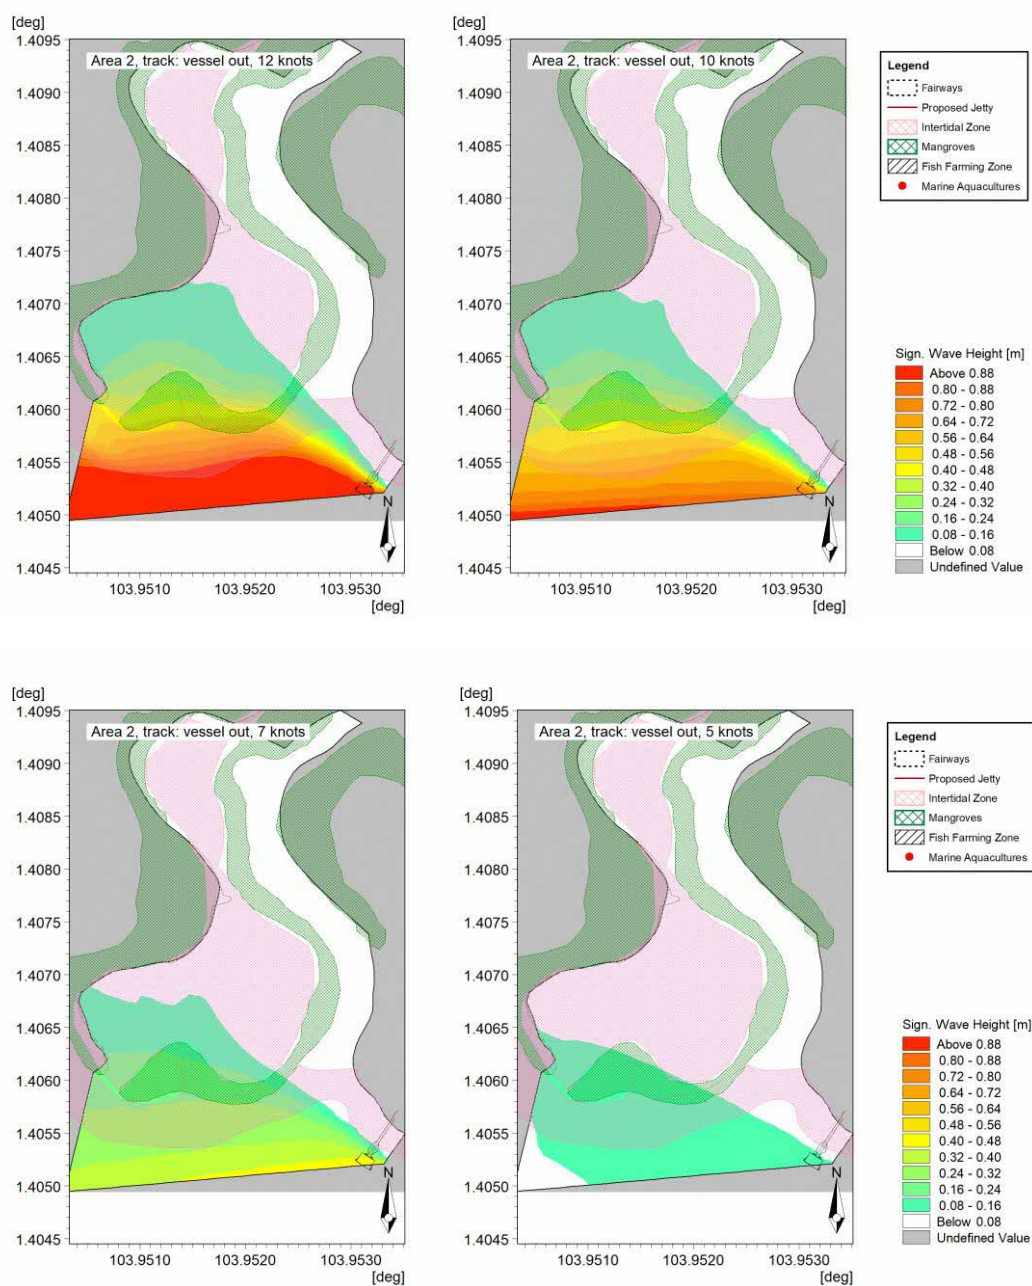 [deg]
Area 2, track: vessel out, 12 knots
1.4095
1.4090
1.4085
1.4080
1.4075
1.4070
1.4065
1.4060
1.4055
1.4050
1.4045
N
103.9510 103.9520 103.9530
[deg]
[deg]
Area 2, track: vessel out, 10 knots
1.4095
1.4090
1.4085
1.4080
1.4075
1.4070
1.4065
1.4060
1.4055
1.4050
1.4045
N
103.9510 103.9520 103.9530
[deg]
Legend
Fairways
Proposed Jetty
Intertidal Zone
Mangroves
Fish Farming Zone
Marine Aquacultures
Sign. Wave Height [m]
Above 0.88
0.80 - 0.88
0.72 - 0.80
0.64 - 0.72
0.56 - 0.64
0.48 - 0.56
0.40 - 0.48
0.32 - 0.40
0.24 - 0.32
0.16 - 0.24
0.08 - 0.16
Below 0.08
Undefined Value
[deg]
Area 2, track: vessel out, 7 knots
1.4095
1.4090
1.4085
1.4080
1.4075
1.4070
1.4065
1.4060
1.4055
1.4050
1.4045
N
103.9510 103.9520 103.9530
[deg]
[deg]
Area 2, track: vessel out, 5 knots
1.4095
1.4090
1.4085
1.4080
1.4075
1.4070
1.4065
1.4060
1.4055
1.4050
1.4045
N
103.9510 103.9520 103.9530
[deg]
Legend
Fairways
Proposed Jetty
Intertidal Zone
Mangroves
Fish Farming Zone
Marine Aquacultures
Sign. Wave Height [m]
Above 0.88
0.80 - 0.88
0.72 - 0.80
0.64 - 0.72
0.56 - 0.64
0.48 - 0.56
0.40 - 0.48
0.32 - 0.40
0.24 - 0.32
0.16 - 0.24
0.08 - 0.16
Below 0.08
Undefined Value